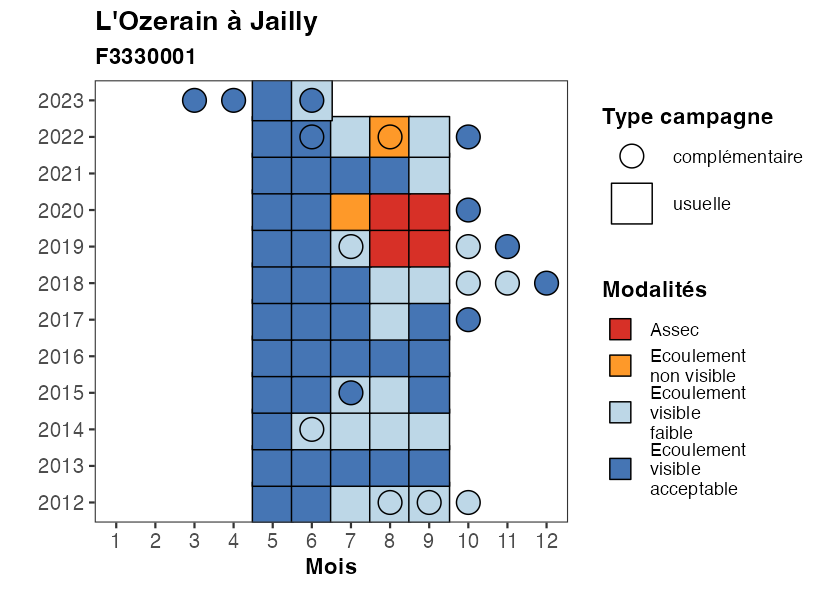 L'Ozerain à Jailly
F3330001
2023
2022
2021
2020
2019
2018
2017
2016
2015
2014
2013
2012
1 2 3 4 5 6 7 8 9 10 11 12
Mois
Type campagne
complémentaire
usuelle
Modalités
Assec
Ecoulement
non visible
Ecoulement
visible
faible
Ecoulement
visible
acceptable